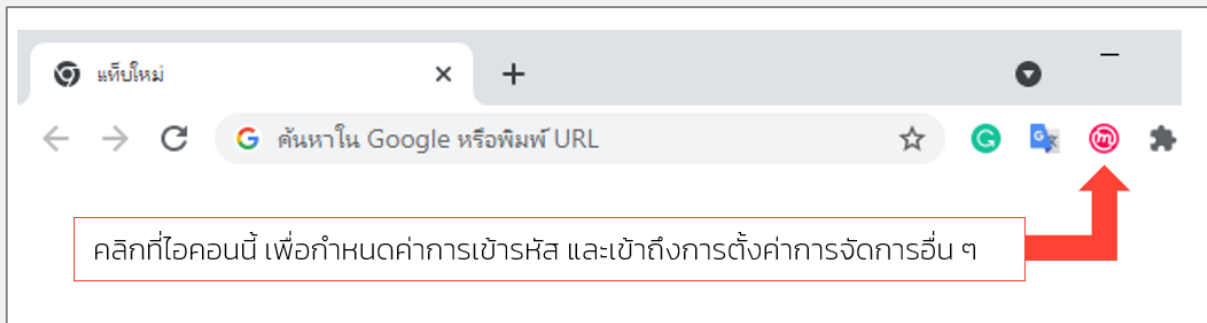 แท็บใหม่
ค้นหาใน Google หรือพิมพ์ URL
คลิกที่ไอคอนนี้ เพื่อกำหนดค่าการเข้ารหัส และเข้าถึงการตั้งค่าการจัดการอื่น ๆ